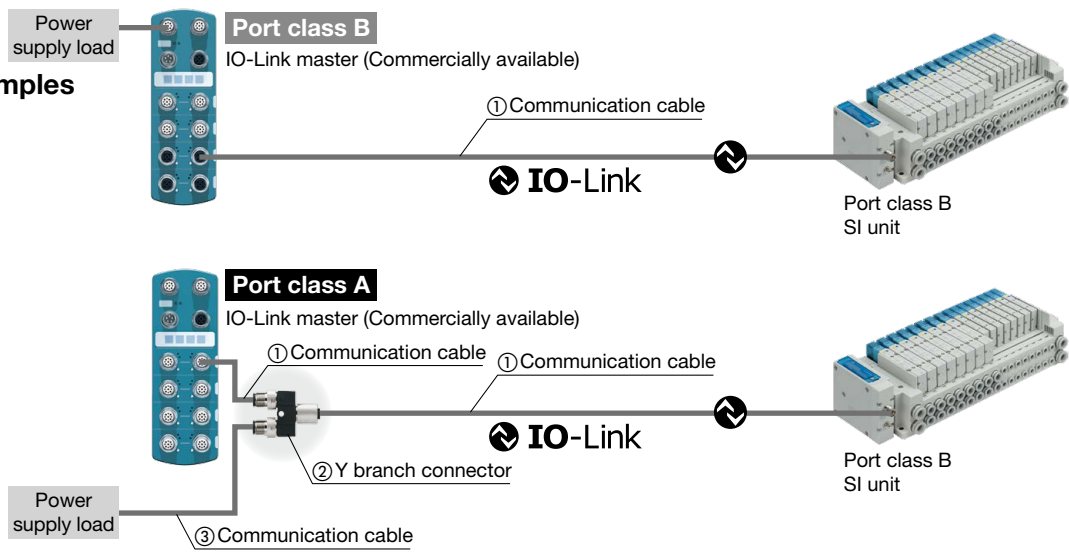 Power
supply load
Port class B
IO-Link master (Commercially available)
mples
①Communication cable
IO-Link
Port class B
SI unit
Port class A
IO-Link master (Commercially available)
①Communication cable
①Communication cable
IO-Link
②Y branch connector
Port class B
SI unit
Power
supply load
③Communication cable